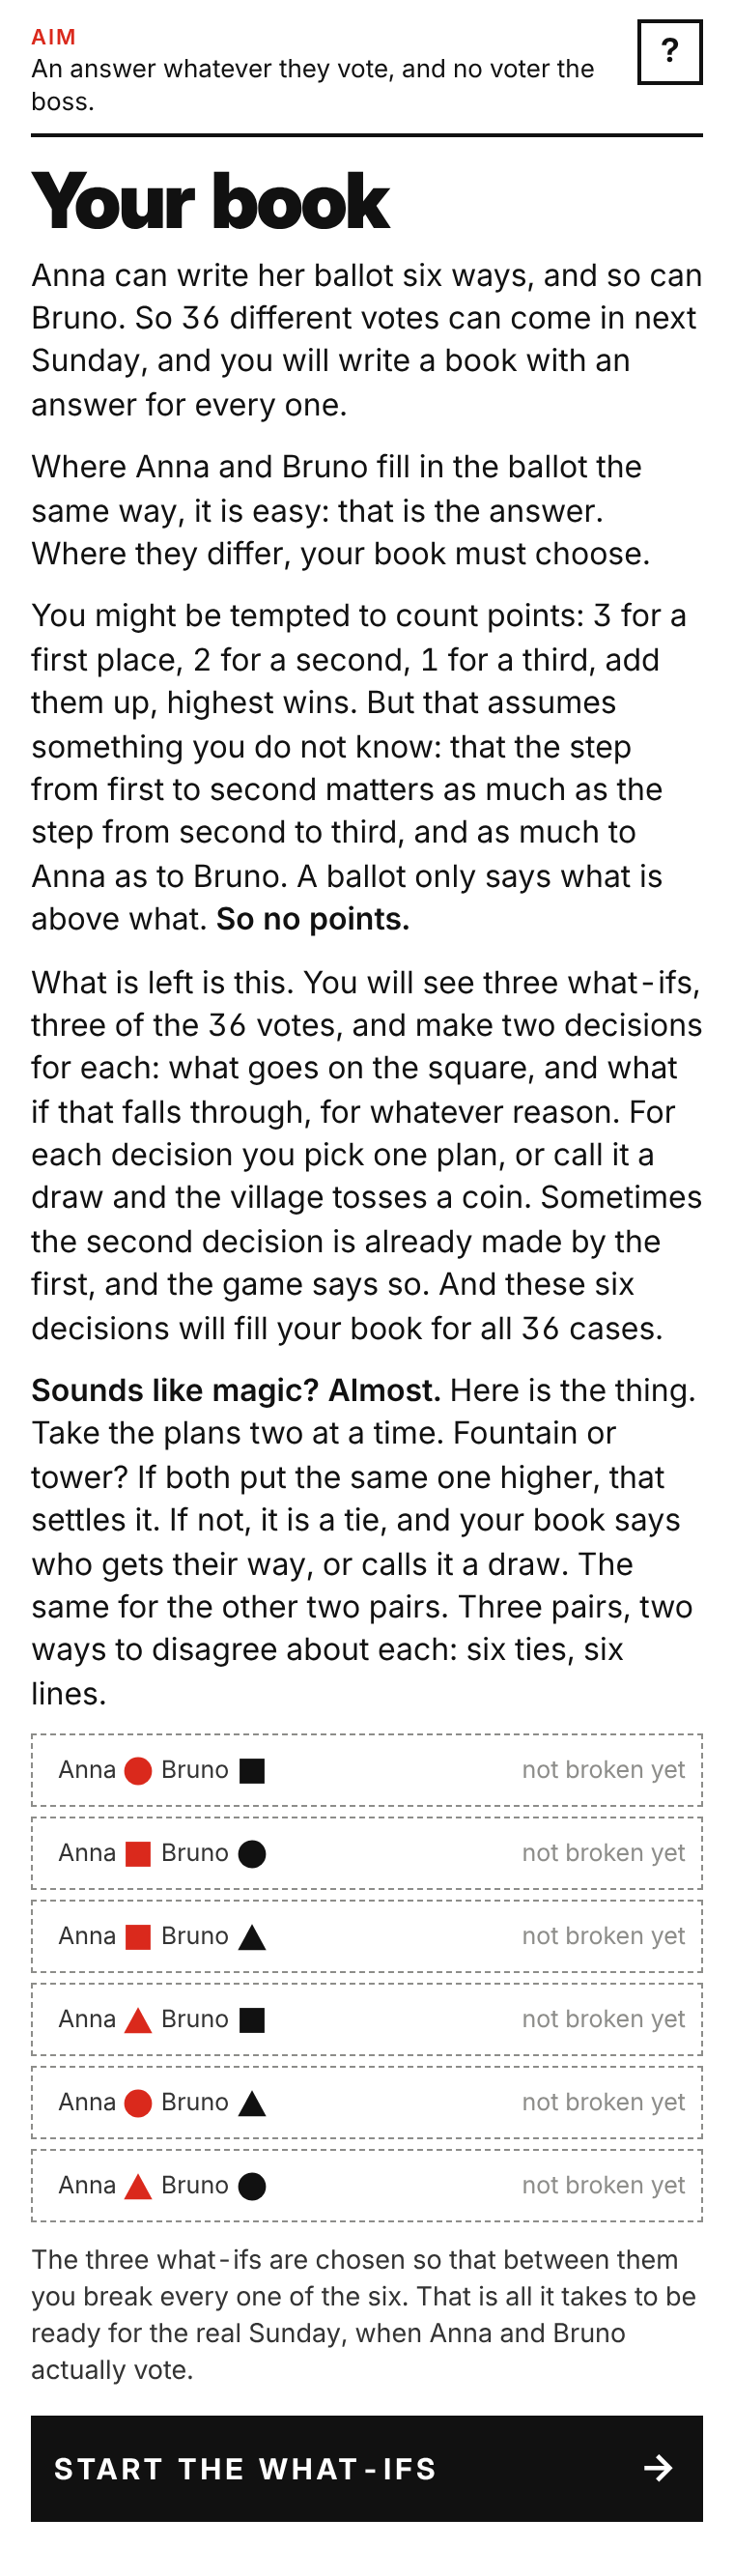 AIM
An answer whatever they vote, and no voter the
boss.
?
Your book
Anna can write her ballot six ways, and so can
Bruno. So 36 different votes can come in next
Sunday, and you will write a book with an
answer for every one.
Where Anna and Bruno fill in the ballot the
same way, it is easy: that is the answer.
Where they differ, your book must choose.
You might be tempted to count points: 3 for a
first place, 2 for a second, 1 for a third, add
them up, highest wins. But that assumes
something you do not know: that the step
from first to second matters as much as the
step from second to third, and as much to
Anna as to Bruno. A ballot only says what is
above what. So no points.
What is left is this. You will see three what-ifs,
three of the 36 votes, and make two decisions
for each: what goes on the square, and what
if that falls through, for whatever reason. For
each decision you pick one plan, or call it a
draw and the village tosses a coin. Sometimes
the second decision is already made by the
first, and the game says so. And these six
decisions will fill your book for all 36 cases.
Sounds like magic? Almost. Here is the thing.
Take the plans two at a time. Fountain or
tower? If both put the same one higher, that
settles it. If not, it is a tie, and your book says
who gets their way, or calls it a draw. The
same for the other two pairs. Three pairs, two
ways to disagree about each: six ties, six
lines.
Anna Bruno not broken yet
Anna Bruno not broken yet
Anna Bruno not broken yet
Anna Bruno not broken yet
Anna Bruno not broken yet
Anna Bruno not broken yet
The three what-ifs are chosen so that between them
you break every one of the six. That is all it takes to be
ready for the real Sunday, when Anna and Bruno
actually vote.
START THE WHAT-IFS →